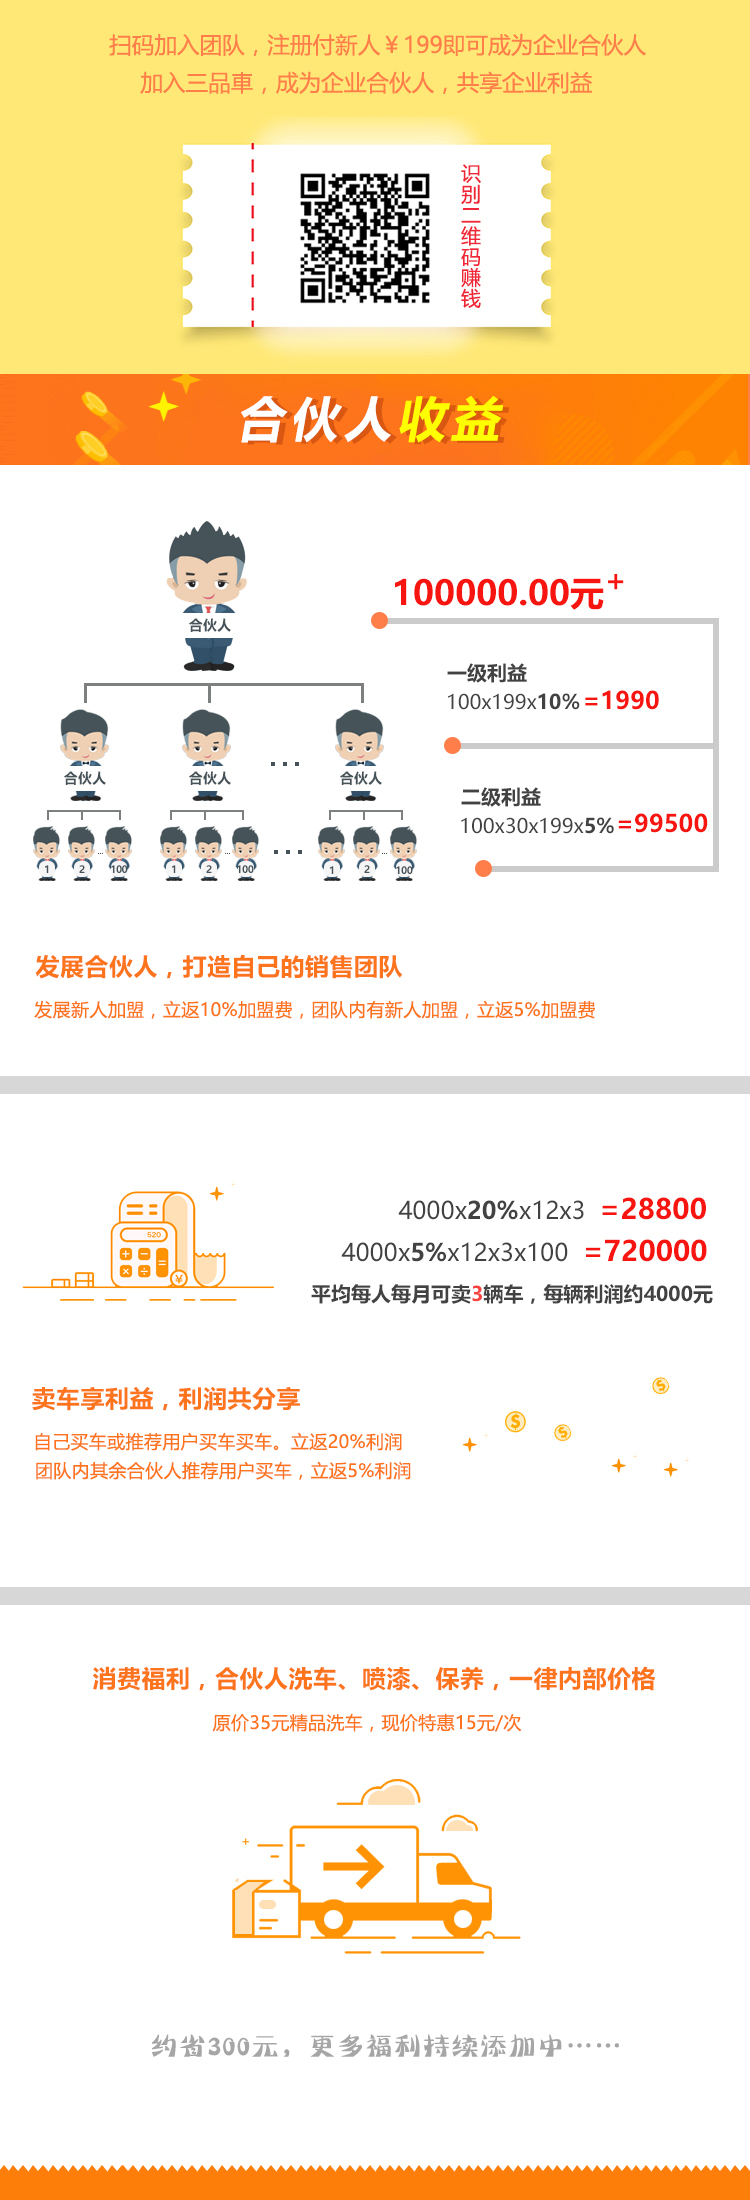 扫码加入团队，注册付新人￥199即可成为企业合伙人
加入三品車，成为企业合伙人，共享企业利益
识别二维码赚钱
合伙人收益
100000.00元+
合伙人
一级利益
100x199x10%=1990
合伙人 合伙人 ... 合伙人
二级利益
100x30x199x5%=99500
1 2 ... 100 1 2 ... 100 ... 1 2 ... 100
发展合伙人，打造自己的销售团队
发展新人加盟，立返10%加盟费，团队内有新人加盟，立返5%加盟费
4000x20%x12x3 =28800
520
4000x5%x12x3x100 =720000
¥
平均每人每月可卖3辆车，每辆利润约4000元
卖车享利益，利润共分享
自己买车或推荐用户买车买车。立返20%利润
团队内其余合伙人推荐用户买车，立返5%利润
消费福利，合伙人洗车、喷漆、保养，一律内部价格
原价35元精品洗车，现价特惠15元/次
约省300元，更多福利持续添加中……